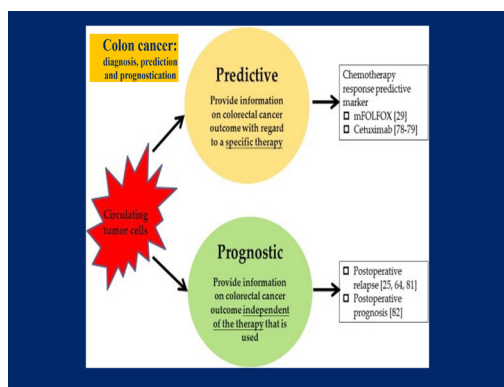 Colon cancer:
diagnosis, prediction
and prognostication
Predictive
Provide information
on colorectal cancer
outcome with regard
to a specific therapy
Chemotherapy
response predictive
marker
☐ mFOLFOX [29]
☐ Cetuximab [78-79]
Circulating
tumor cells
Prognostic
Provide information
on colorectal cancer
outcome independent
of the therapy that is
used
☐ Postoperative
relapse [25, 64, 81]
☐ Postoperative
prognosis [82]